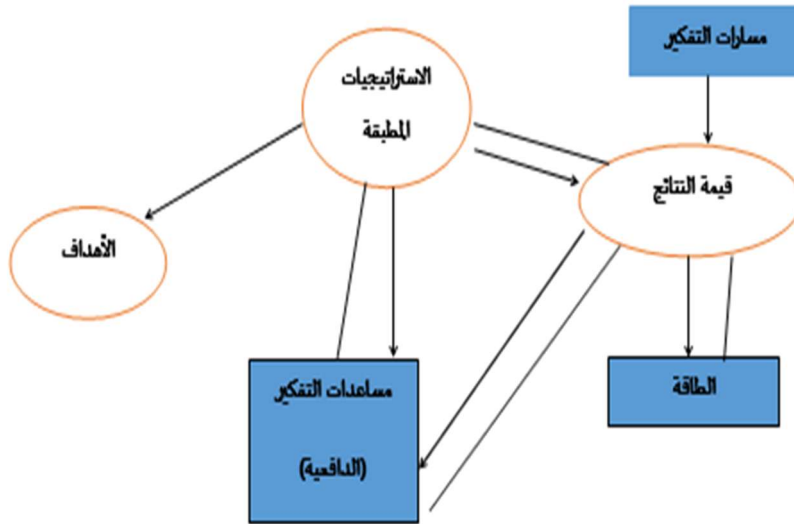 مسارات التفكير
الاستراتيجيات
المطبقة
قيمة النتائج
الأهداف
مساعدات التفكير
(الدافعية)
الطاقة